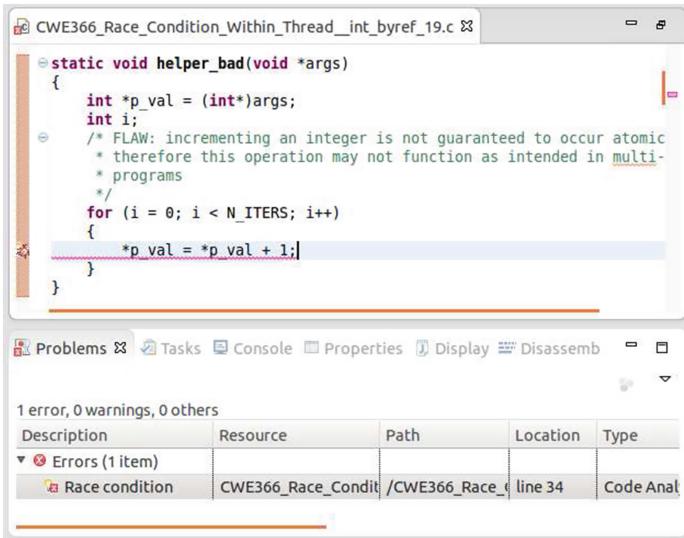 CWE366_Race_Condition_Within_Thread__int_byref_19.c
static void helper_bad(void *args)
{
int *p_val = (int*)args;
int i;
/* FLAW: incrementing an integer is not guaranteed to occur atomic
* therefore this operation may not function as intended in multi-
* programs
*/
for (i = 0; i < N_ITERS; i++)
{
*p_val = *p_val + 1;
}
}
Problems Tasks Console Properties Display Disassemb
1 error, 0 warnings, 0 others
Description Resource Path Location Type
Errors (1 item)
Race condition CWE366_Race_Condit /CWE366_Race_ line 34 Code Anal